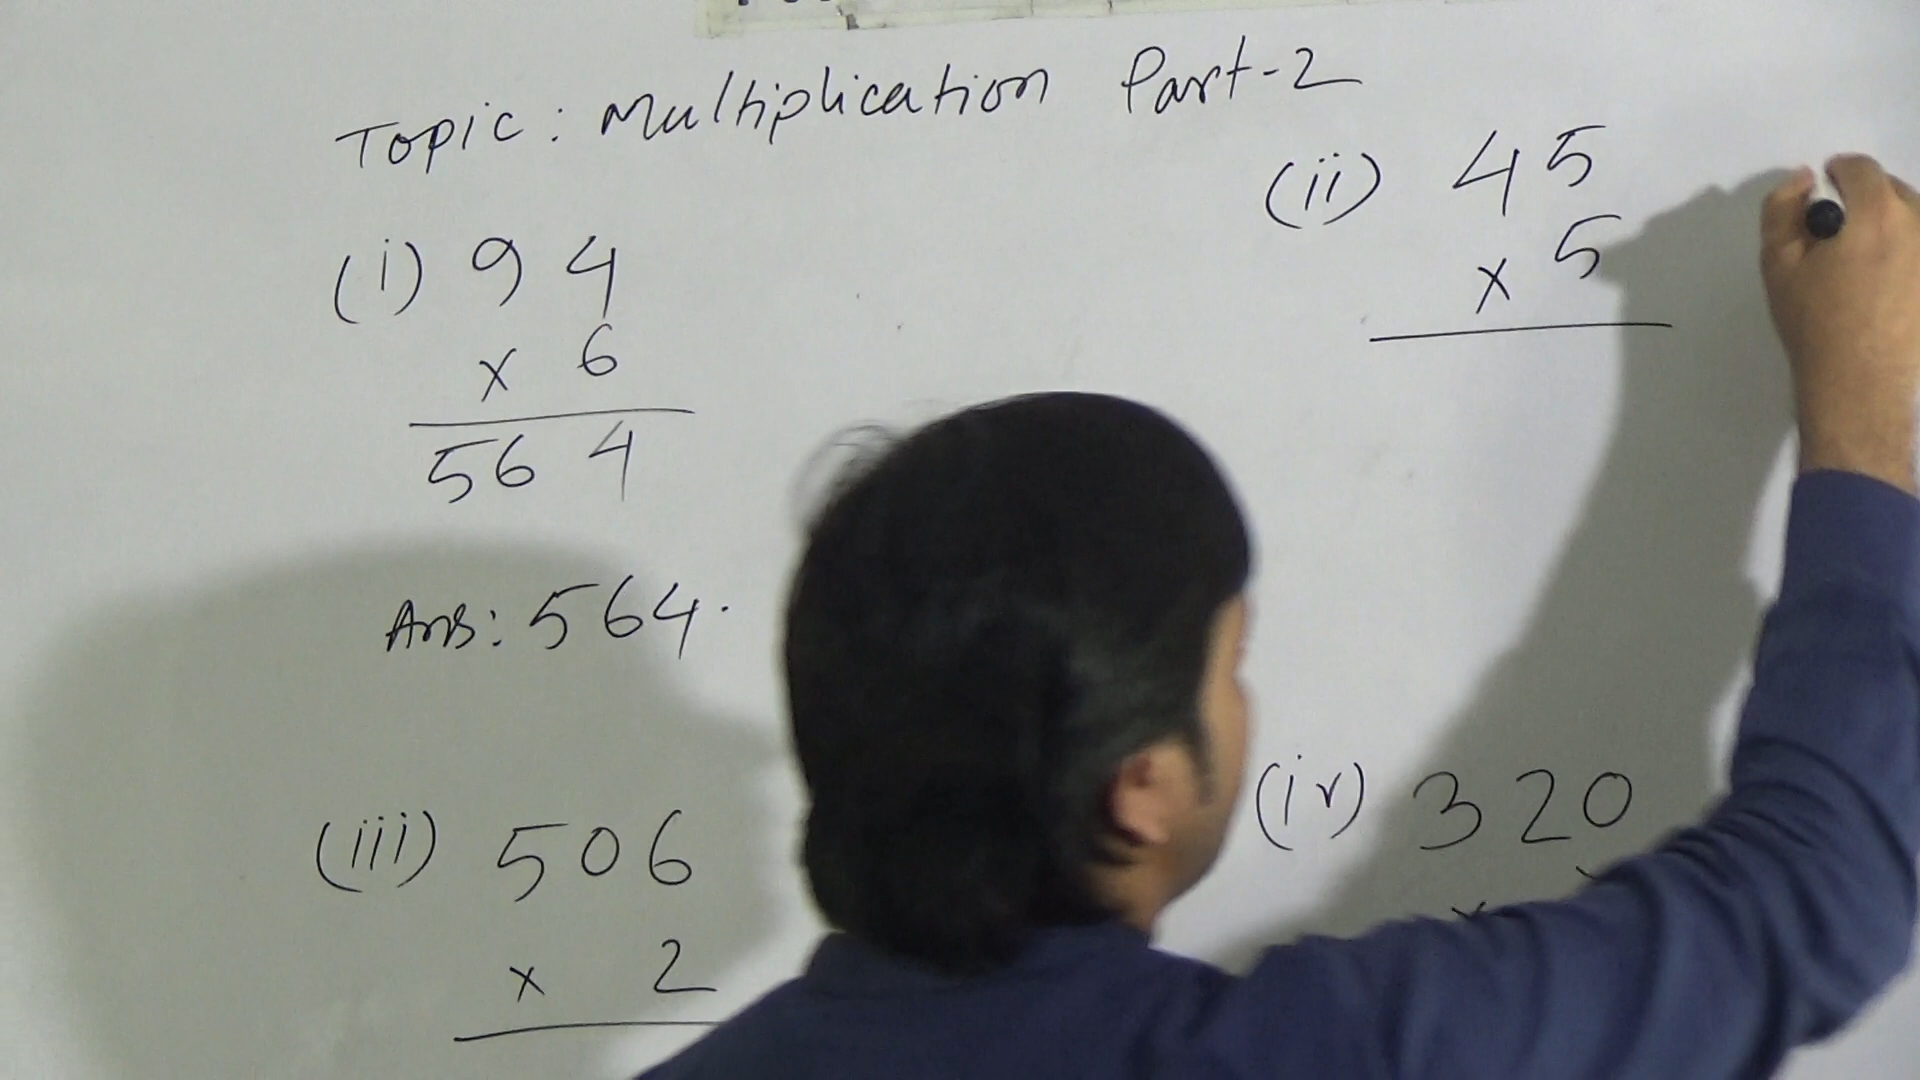 Topic: Multiplication Part-2
(i) 94
x 6
564
Ans: 564.
(ii) 45
x 5
(iii) 506
x 2
(iv) 320
x